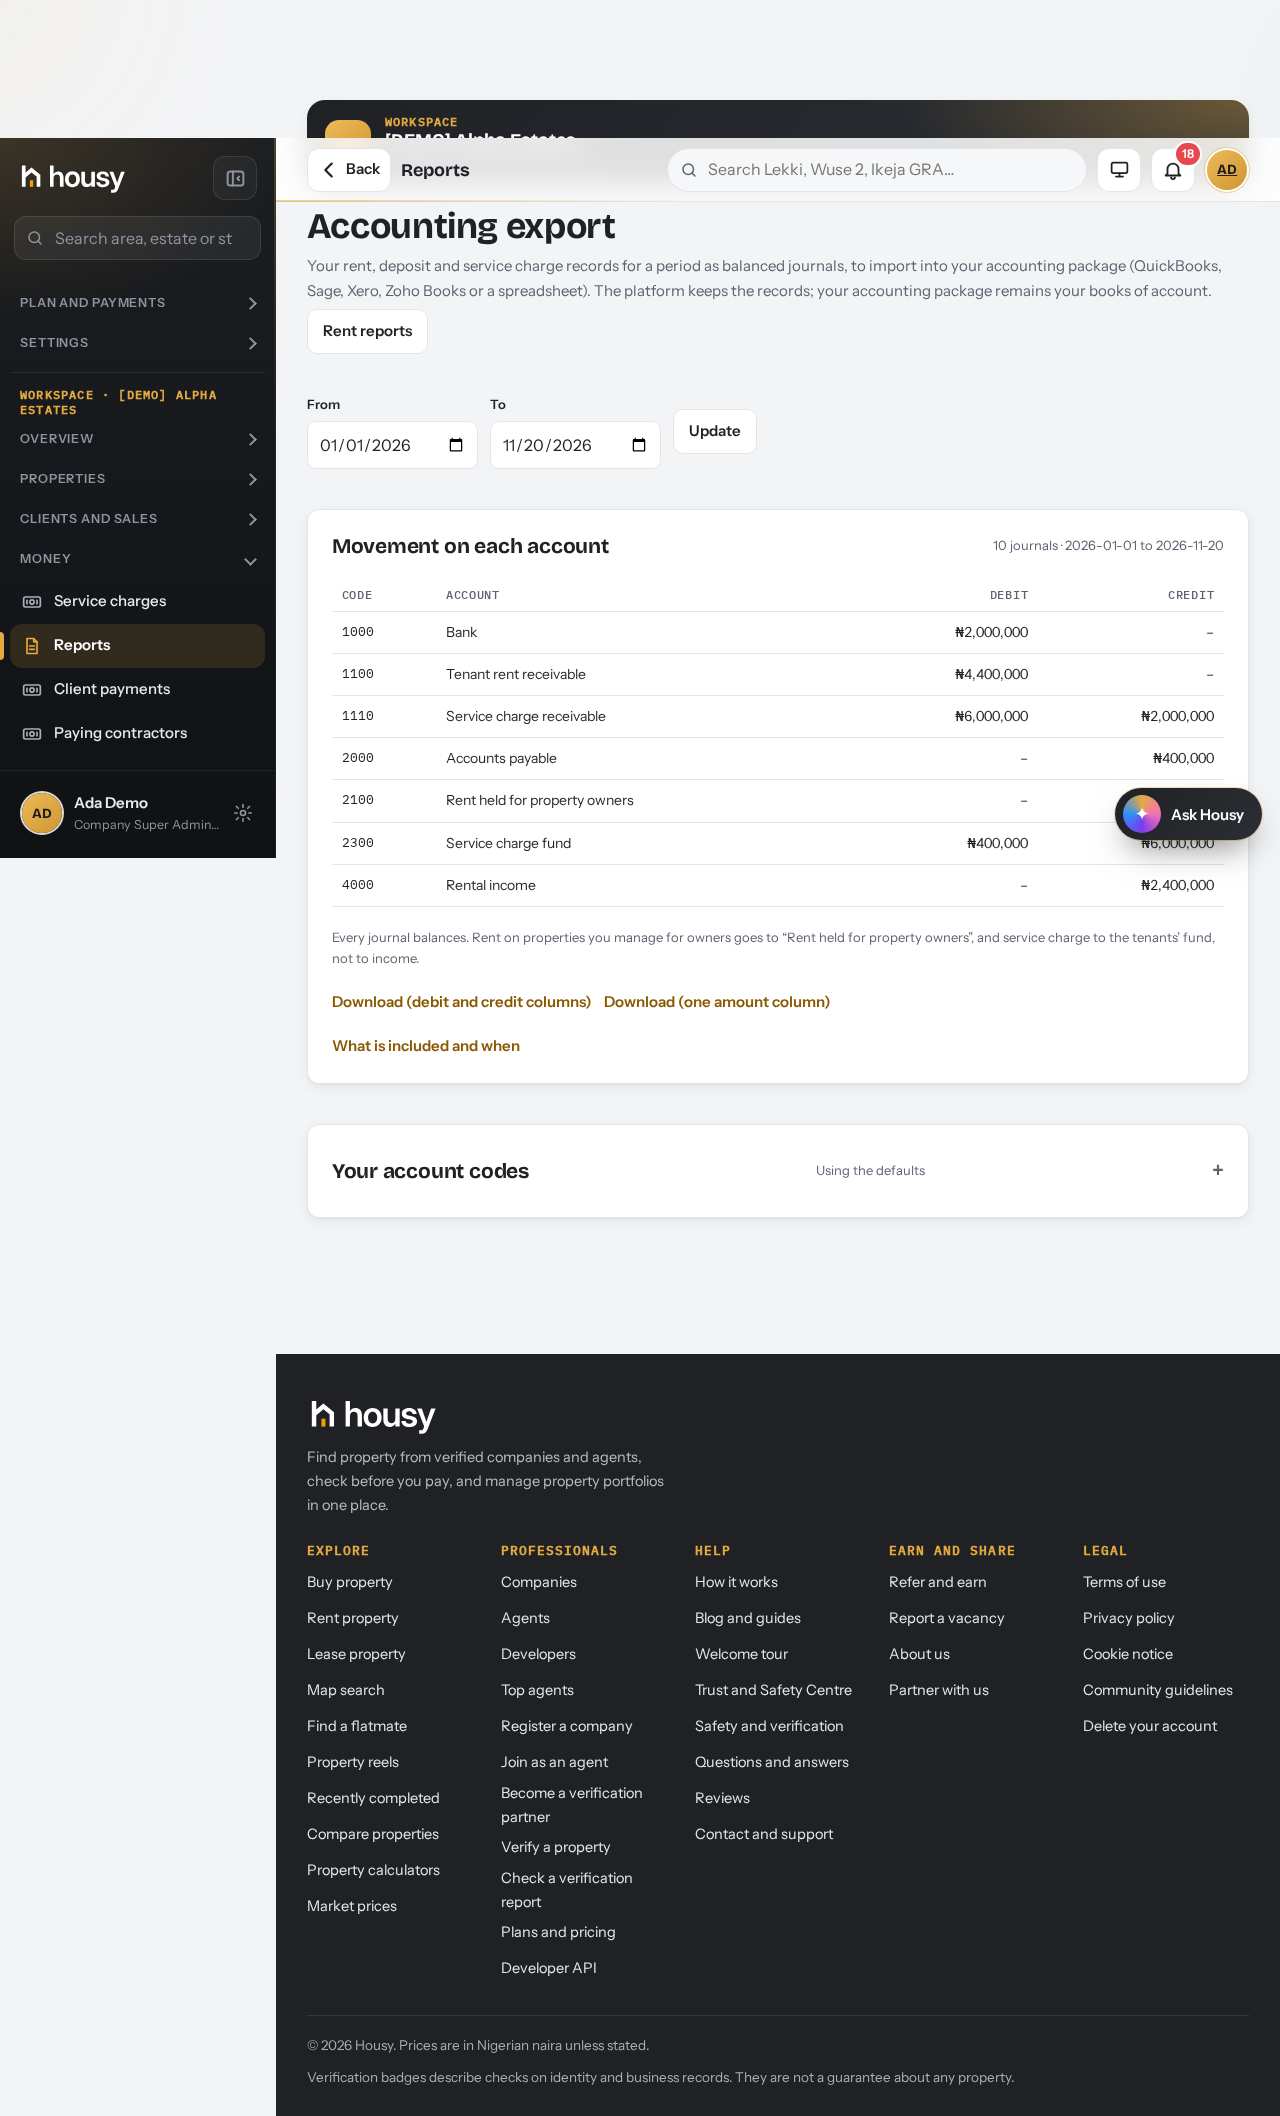 WORKSPACE
[DEMO] Alpha Estates
housy
Search area, estate or st
PLAN AND PAYMENTS
SETTINGS
WORKSPACE · [DEMO] ALPHA
ESTATES
OVERVIEW
PROPERTIES
CLIENTS AND SALES
MONEY
Service charges
Reports
Client payments
Paying contractors
AD
Ada Demo
Company Super Admin...
Back
Reports
Search Lekki, Wuse 2, Ikeja GRA...
18
AD
Accounting export
Your rent, deposit and service charge records for a period as balanced journals, to import into your accounting package (QuickBooks,
Sage, Xero, Zoho Books or a spreadsheet). The platform keeps the records; your accounting package remains your books of account.
Rent reports
From
To
01/01/2026
11/20/2026
Update
Movement on each account
10 journals · 2026-01-01 to 2026-11-20
CODE ACCOUNT DEBIT CREDIT
1000 Bank ₦2,000,000 –
1100 Tenant rent receivable ₦4,400,000 –
1110 Service charge receivable ₦6,000,000 ₦2,000,000
2000 Accounts payable – ₦400,000
2100 Rent held for property owners –
2300 Service charge fund ₦400,000 ₦6,000,000
4000 Rental income – ₦2,400,000
Ask Housy
Every journal balances. Rent on properties you manage for owners goes to “Rent held for property owners”, and service charge to the tenants’ fund,
not to income.
Download (debit and credit columns) Download (one amount column)
What is included and when
Your account codes
Using the defaults
+
housy
Find property from verified companies and agents,
check before you pay, and manage property portfolios
in one place.
EXPLORE
Buy property
Rent property
Lease property
Map search
Find a flatmate
Property reels
Recently completed
Compare properties
Property calculators
Market prices
PROFESSIONALS
Companies
Agents
Developers
Top agents
Register a company
Join as an agent
Become a verification
partner
Verify a property
Check a verification
report
Plans and pricing
Developer API
HELP
How it works
Blog and guides
Welcome tour
Trust and Safety Centre
Safety and verification
Questions and answers
Reviews
Contact and support
EARN AND SHARE
Refer and earn
Report a vacancy
About us
Partner with us
LEGAL
Terms of use
Privacy policy
Cookie notice
Community guidelines
Delete your account
© 2026 Housy. Prices are in Nigerian naira unless stated.
Verification badges describe checks on identity and business records. They are not a guarantee about any property.